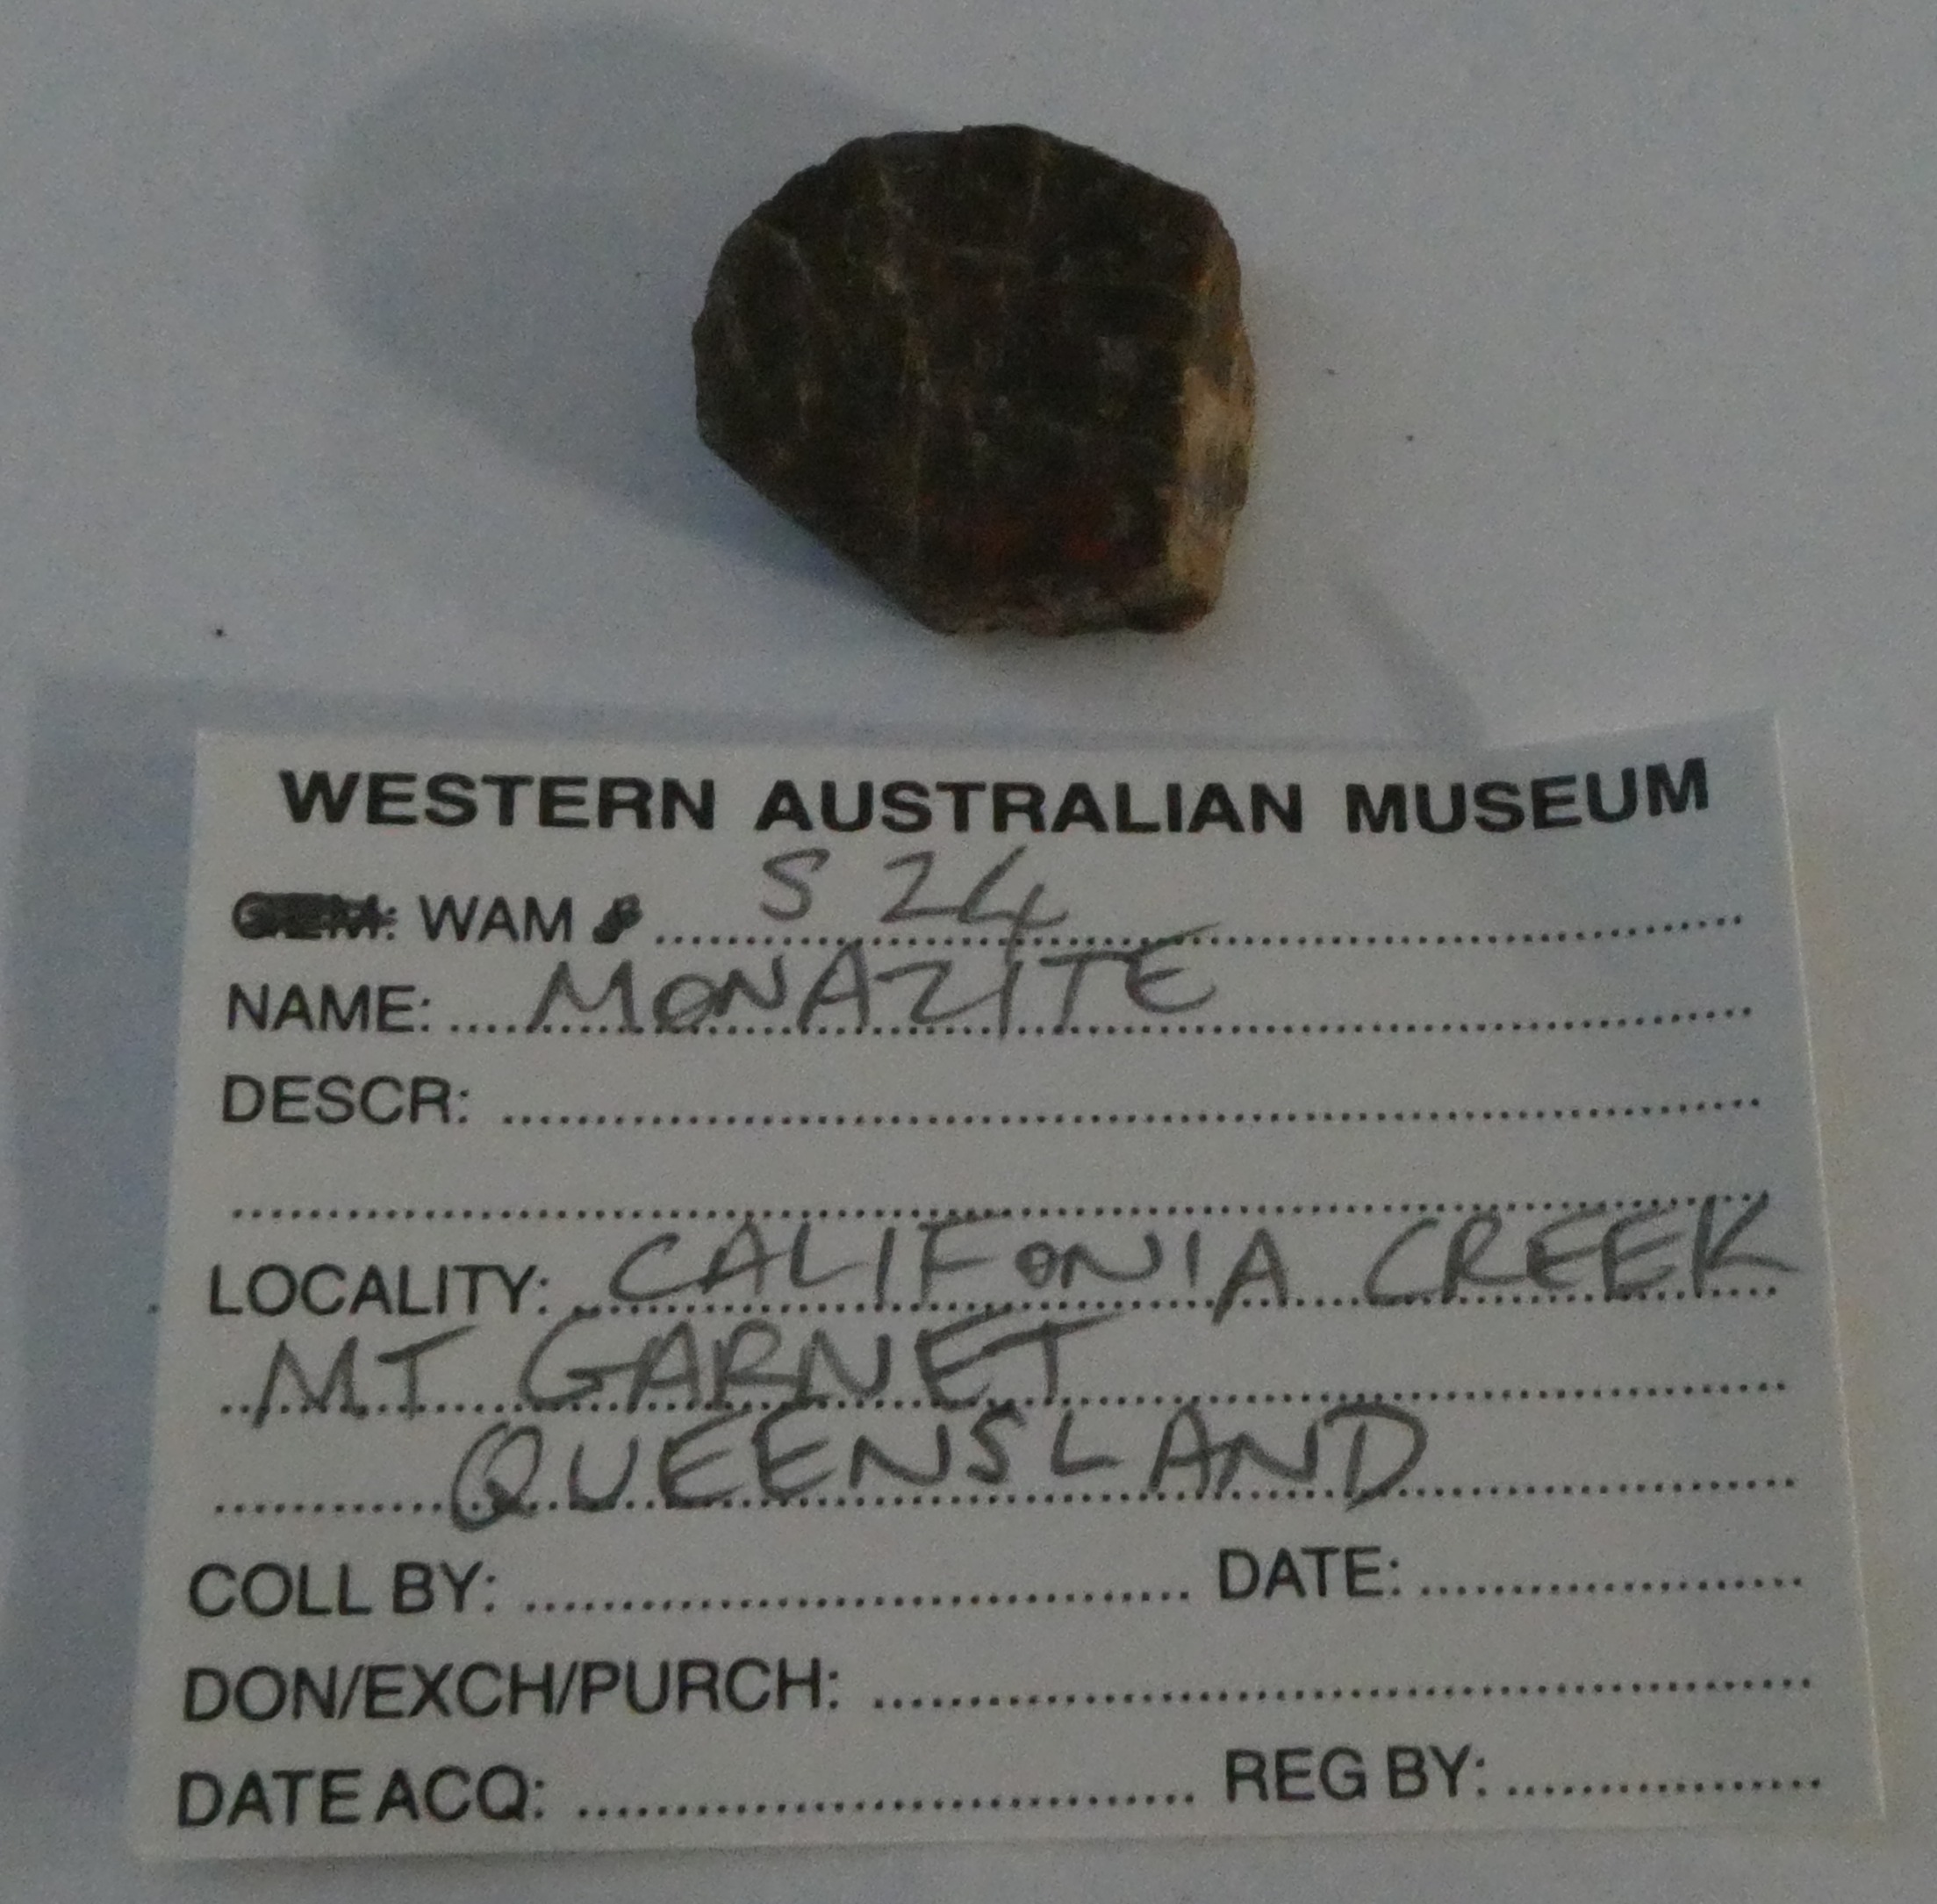 WESTERN AUSTRALIAN MUSEUM
WAM S 24
NAME: MONAZITE
DESCR:
LOCALITY: CALIFONIA CREEK
MT GARNET
QUEENSLAND
COLL BY: DATE:
DON/EXCH/PURCH:
DATE ACQ: REG BY: